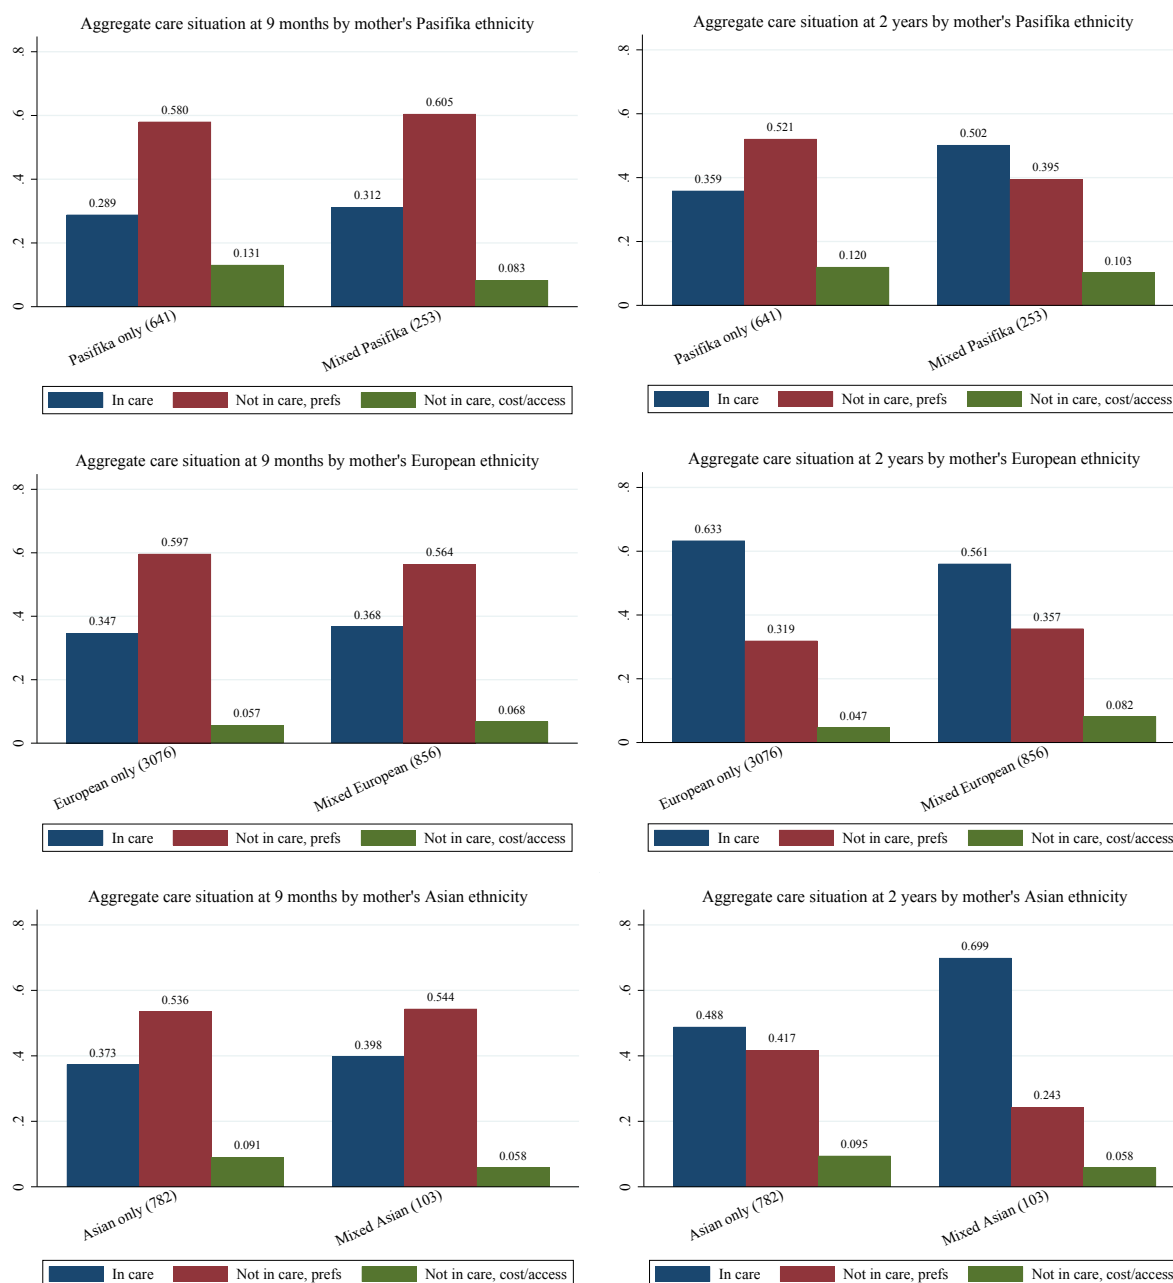 Aggregate care situation at 9 months by mother's Pasifika ethnicity
.8
.6
.4
.2
0
0.289
0.580
0.131
0.312
0.605
0.083
Pasifika only (641)
Mixed Pasifika (253)
In care
Not in care, prefs
Not in care, cost/access
Aggregate care situation at 2 years by mother's Pasifika ethnicity
.8
.6
.4
.2
0
0.359
0.521
0.120
0.502
0.395
0.103
Pasifika only (641)
Mixed Pasifika (253)
In care
Not in care, prefs
Not in care, cost/access
Aggregate care situation at 9 months by mother's European ethnicity
.8
.6
.4
.2
0
0.347
0.597
0.057
0.368
0.564
0.068
European only (3076)
Mixed European (856)
In care
Not in care, prefs
Not in care, cost/access
Aggregate care situation at 2 years by mother's European ethnicity
.8
.6
.4
.2
0
0.633
0.319
0.047
0.561
0.357
0.082
European only (3076)
Mixed European (856)
In care
Not in care, prefs
Not in care, cost/access
Aggregate care situation at 9 months by mother's Asian ethnicity
.8
.6
.4
.2
0
0.373
0.536
0.091
0.398
0.544
0.058
Asian only (782)
Mixed Asian (103)
In care
Not in care, prefs
Not in care, cost/access
Aggregate care situation at 2 years by mother's Asian ethnicity
.8
.6
.4
.2
0
0.488
0.417
0.095
0.699
0.243
0.058
Asian only (782)
Mixed Asian (103)
In care
Not in care, prefs
Not in care, cost/access